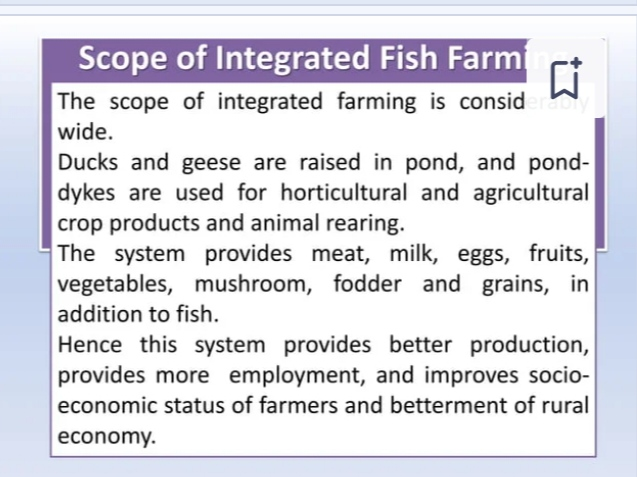 Scope of Integrated Fish Farming
The scope of integrated farming is considerably
wide.
Ducks and geese are raised in pond, and pond-
dykes are used for horticultural and agricultural
crop products and animal rearing.
The system provides meat, milk, eggs, fruits,
vegetables, mushroom, fodder and grains, in
addition to fish.
Hence this system provides better production,
provides more employment, and improves socio-
economic status of farmers and betterment of rural
economy.